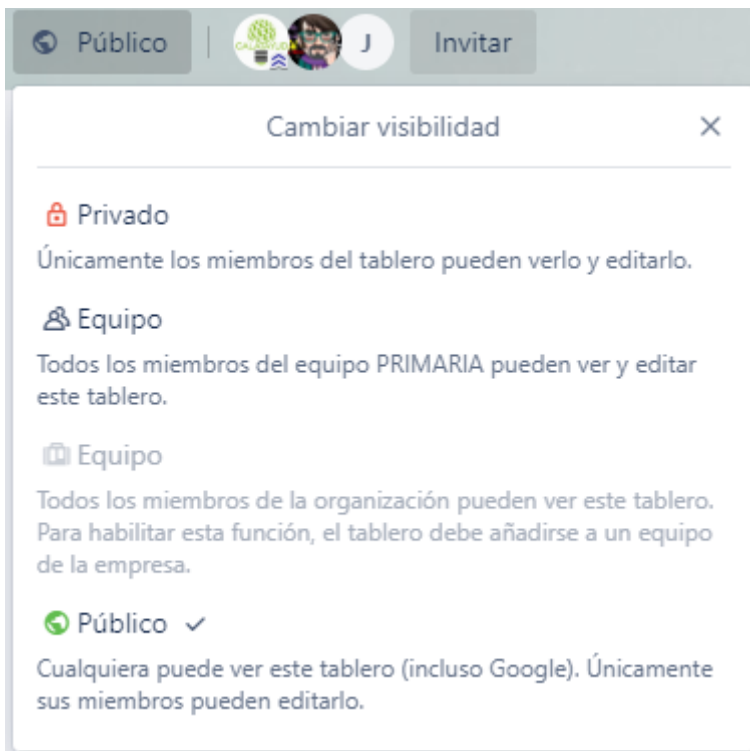 Público
J
Invitar
Cambiar visibilidad
Privado
Únicamente los miembros del tablero pueden verlo y editarlo.
Equipo
Todos los miembros del equipo PRIMARIA pueden ver y editar
este tablero.
Equipo
Todos los miembros de la organización pueden ver este tablero.
Para habilitar esta función, el tablero debe añadirse a un equipo
de la empresa.
Público
Cualquiera puede ver este tablero (incluso Google). Únicamente
sus miembros pueden editarlo.